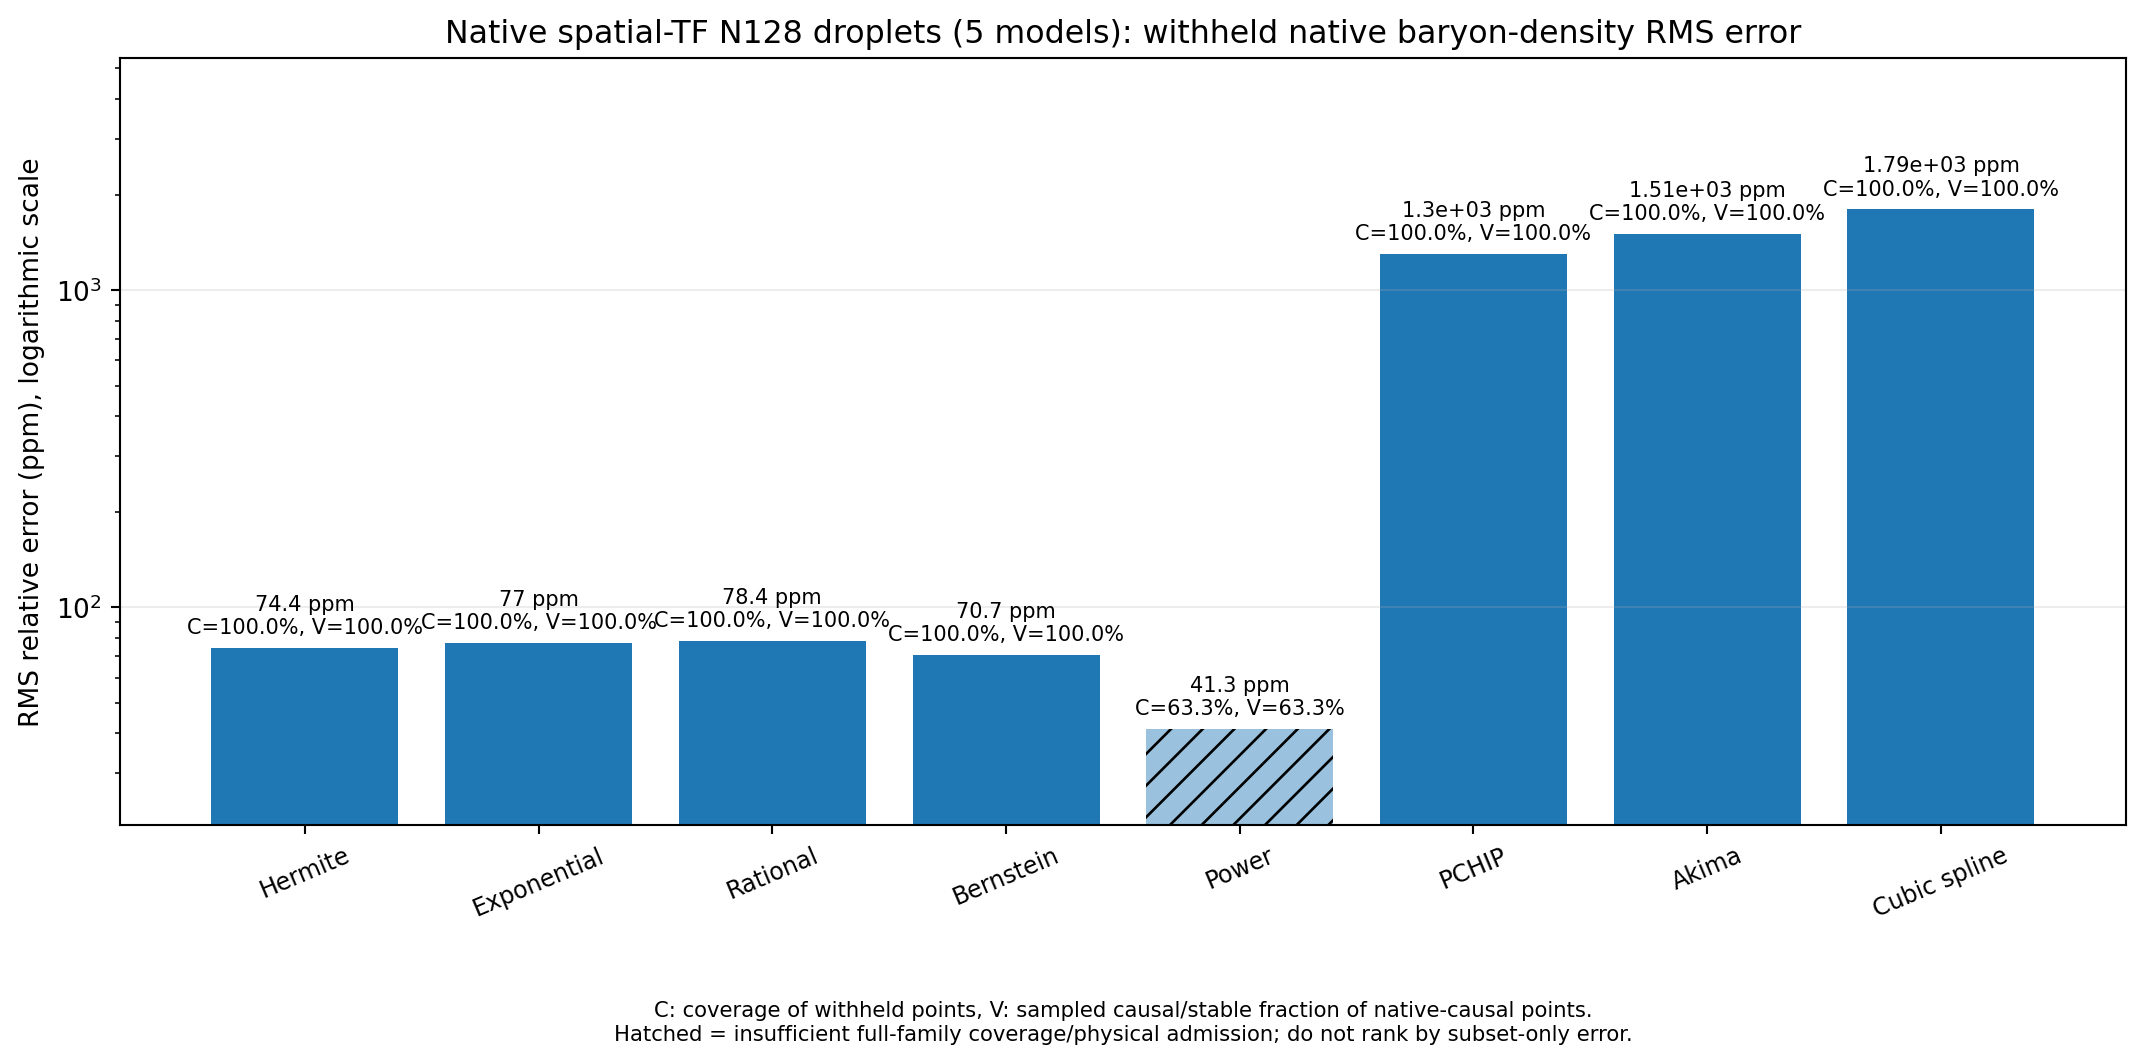 Native spatial-TF N128 droplets (5 models): withheld native baryon-density RMS error
RMS relative error (ppm), logarithmic scale
10³
10²
74.4 ppm
C=100.0%, V=100.0%
77 ppm
C=100.0%, V=100.0%
78.4 ppm
C=100.0%, V=100.0%
70.7 ppm
C=100.0%, V=100.0%
41.3 ppm
C=63.3%, V=63.3%
1.3e+03 ppm
C=100.0%, V=100.0%
1.51e+03 ppm
C=100.0%, V=100.0%
1.79e+03 ppm
C=100.0%, V=100.0%
Hermite
Exponential
Rational
Bernstein
Power
PCHIP
Akima
Cubic spline
C: coverage of withheld points, V: sampled causal/stable fraction of native-causal points.
Hatched = insufficient full-family coverage/physical admission; do not rank by subset-only error.